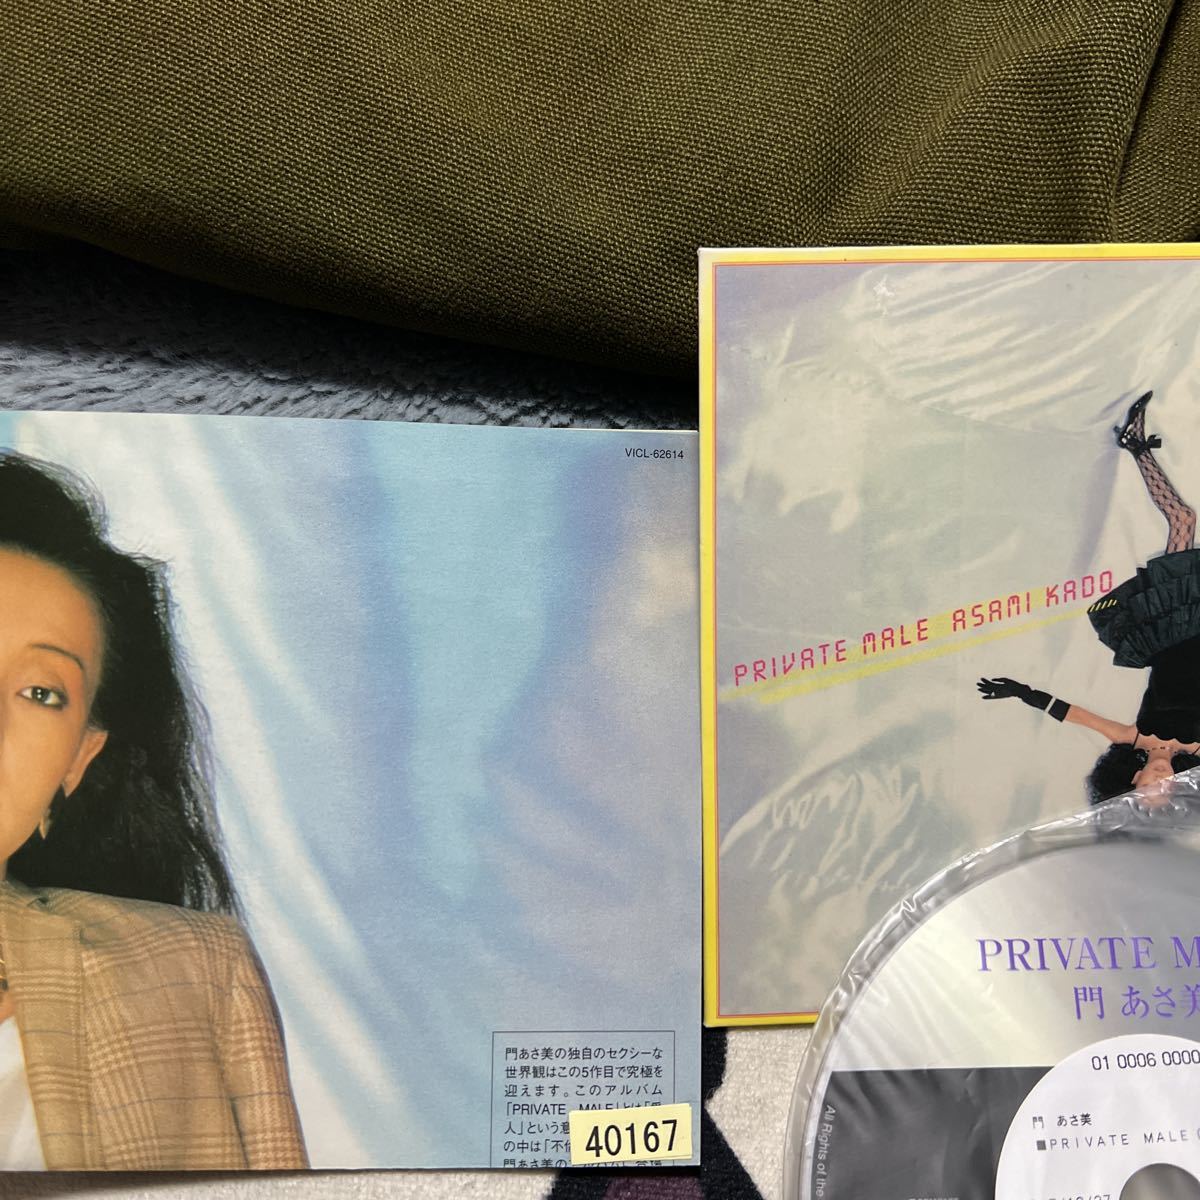 VICL-62614
PRIVATE MALE ASAMI KADO
門あさ美の独自のセクシーな
世界観はこの5作目で究極を
迎えます。このアルバム
「PRIVATE MALE」とは「愛
人」という意
の中は「不
門あさ美の
40167
PRIVATE M
門 あさ美
01 0006 0000
門 あさ美
■PRIVATE MALE(
All Rights of the